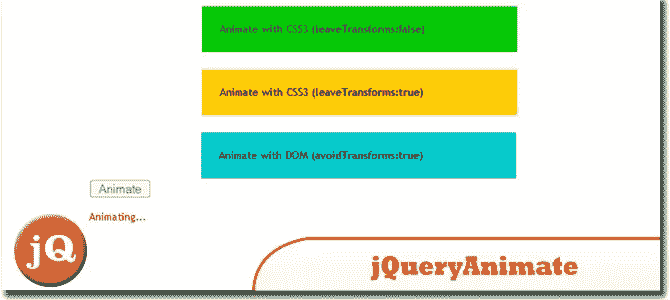 Animate with CSS3 (leaveTransforms:false)
Animate with CSS3 (leaveTransforms:true)
Animate with DOM (avoidTransforms:true)
Animate
Animating...
jQ
jQueryAnimate